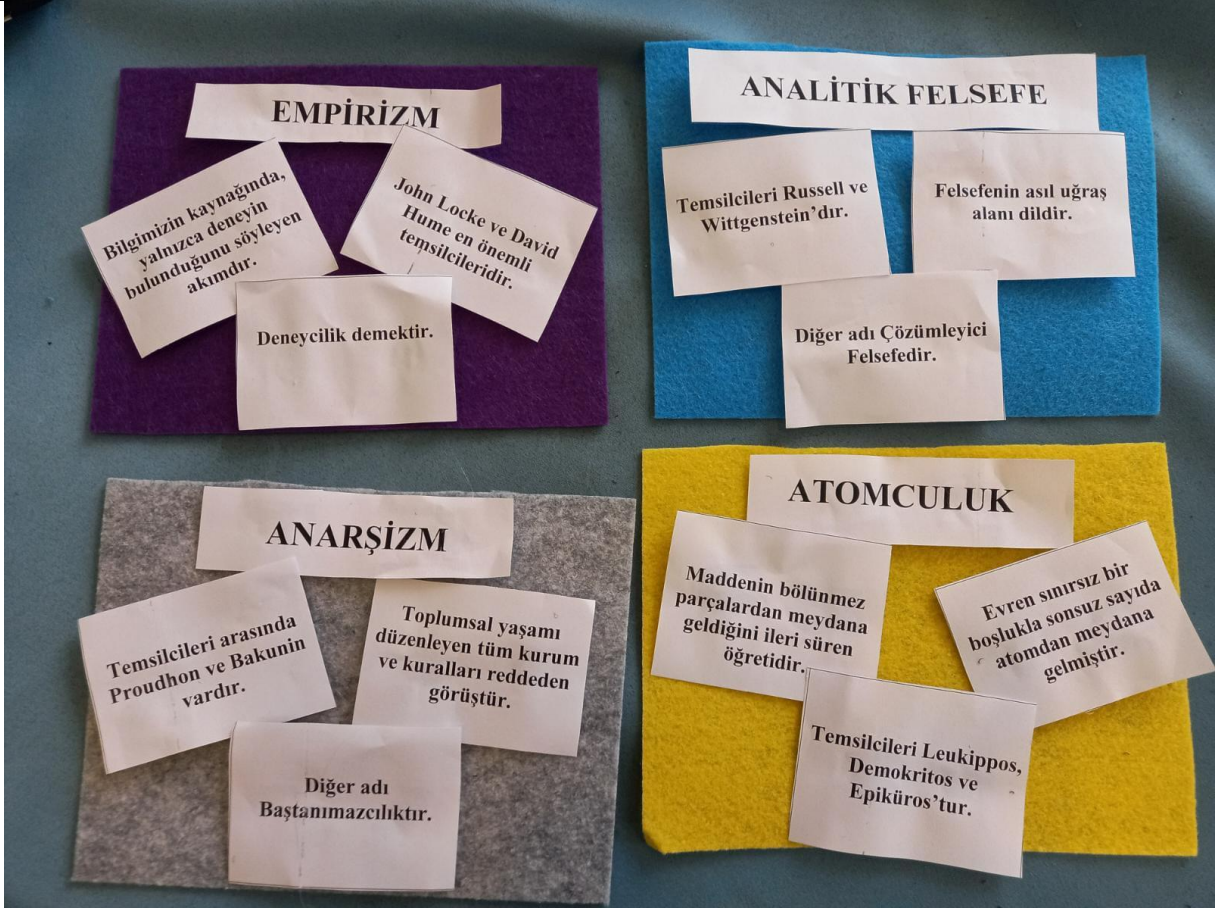 EMPİRİZM
Bilgimizin kaynağında,
yalnızca deneyin
bulunduğunu söyleyen
akımdır.
John Locke ve David
Hume en önemli
temsilcileridir.
Deneycilik demektir.
ANALİTİK FELSEFE
Temsilcileri Russell ve
Wittgenstein’dır.
Felsefenin asıl uğraş
alanı dildir.
Diğer adı Çözümleyici
Felsefedir.
ANARŞİZM
Temsilcileri arasında
Proudhon ve Bakunin
vardır.
Toplumsal yaşamı
düzenleyen tüm kurum
ve kuralları reddeden
görüştür.
Diğer adı
Baştanımazcılıktır.
ATOMCULUK
Maddenin bölünmez
parçalardan meydana
geldiğini ileri süren
öğretidir.
Evren sınırsız bir
boşlukla sonsuz sayıda
atomdan meydana
gelmiştir.
Temsilcileri Leukippos,
Demokritos ve
Epiküros’tur.